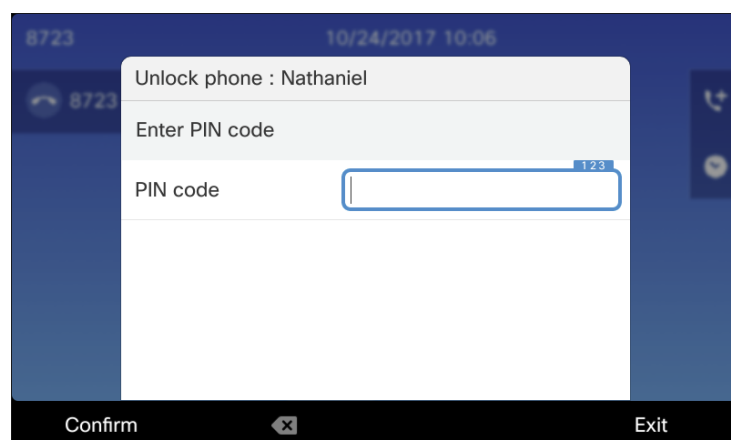 8723 10/24/2017 10:06
Unlock phone : Nathaniel
8723
Enter PIN code
123
PIN code
Confirm Exit